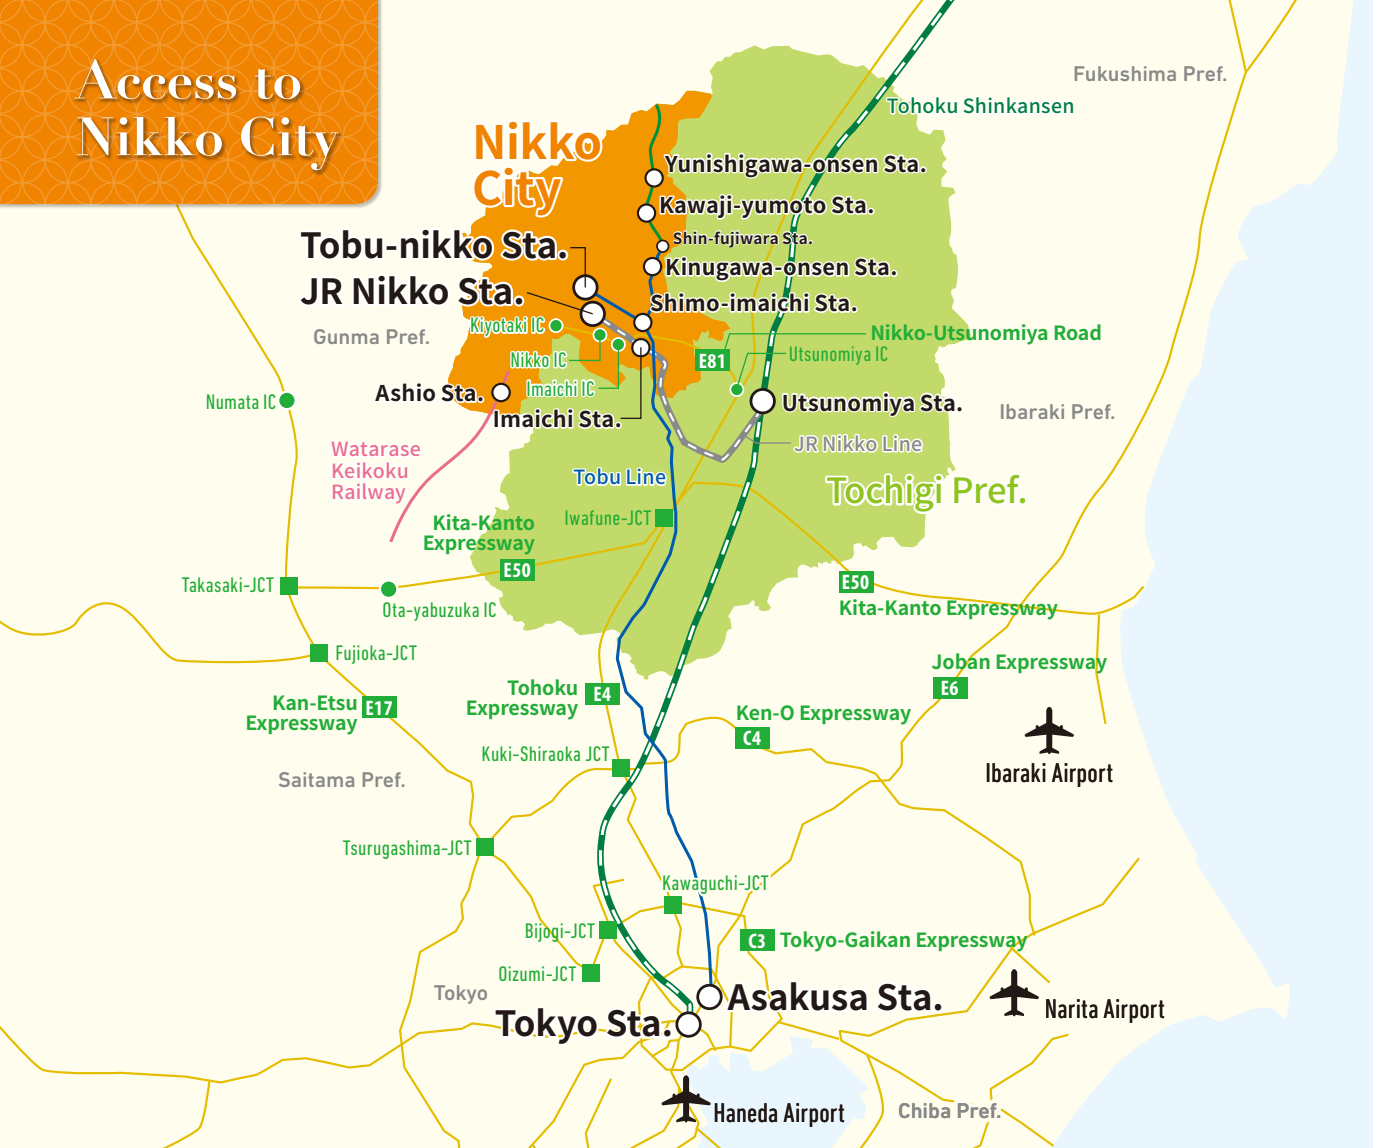 Access to
Nikko City
Fukushima Pref.
Tohoku Shinkansen
Nikko
City
Yunishigawa-onsen Sta.
Kawaji-yumoto Sta.
Shin-fujiwara Sta.
Tobu-nikko Sta.
Kinugawa-onsen Sta.
JR Nikko Sta.
Shimo-imaichi Sta.
Kiyotaki IC
Gunma Pref.
Nikko-Utsunomiya Road
E81
Utsunomiya IC
Nikko IC
Imaichi IC
Ashio Sta.
Numata IC
Utsunomiya Sta.
Ibaraki Pref.
Imaichi Sta.
JR Nikko Line
Watarase
Keikoku
Railway
Tobu Line
Tochigi Pref.
Iwafune-JCT
Kita-Kanto
Expressway
E50
Takasaki-JCT
Ota-yabuzuka IC
E50
Kita-Kanto Expressway
Fujioka-JCT
Joban Expressway
E6
Tohoku
Expressway
E4
Kan-Etsu
Expressway
E17
Ken-O Expressway
C4
Kuki-Shiraoka JCT
Ibaraki Airport
Saitama Pref.
Tsurugashima-JCT
Kawaguchi-JCT
Bijogi-JCT
C3
Tokyo-Gaikan Expressway
Oizumi-JCT
Tokyo
Asakusa Sta.
Narita Airport
Tokyo Sta.
Haneda Airport
Chiba Pref.